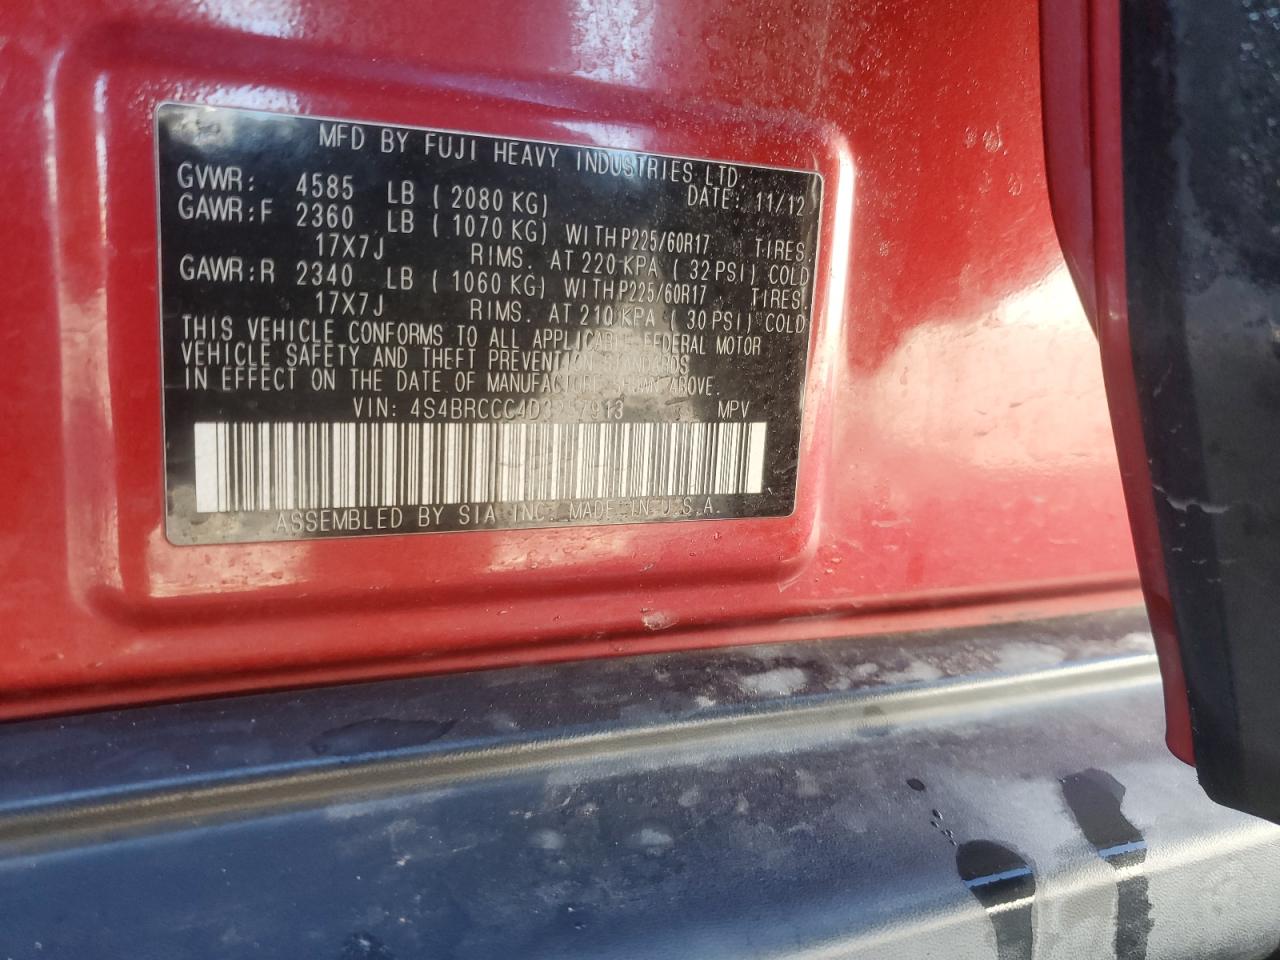 MFD BY FUJI HEAVY INDUSTRIES LTD.
GVWR: 4585 LB ( 2080 KG) DATE: 11/12
GAWR:F 2360 LB ( 1070 KG) WITH P225/60R17 TIRES
17X7J RIMS. AT 220 KPA ( 32 PSI) COLD
GAWR:R 2340 LB ( 1060 KG) WITH P225/60R17 TIRES
17X7J RIMS. AT 210 KPA ( 30 PSI) COLD
THIS VEHICLE CONFORMS TO ALL APPLICABLE FEDERAL MOTOR
VEHICLE SAFETY AND THEFT PREVENTION STANDARDS
IN EFFECT ON THE DATE OF MANUFACTURE SHOWN ABOVE.
VIN: MPV
ASSEMBLED BY SIA INC. MADE IN U.S.A.